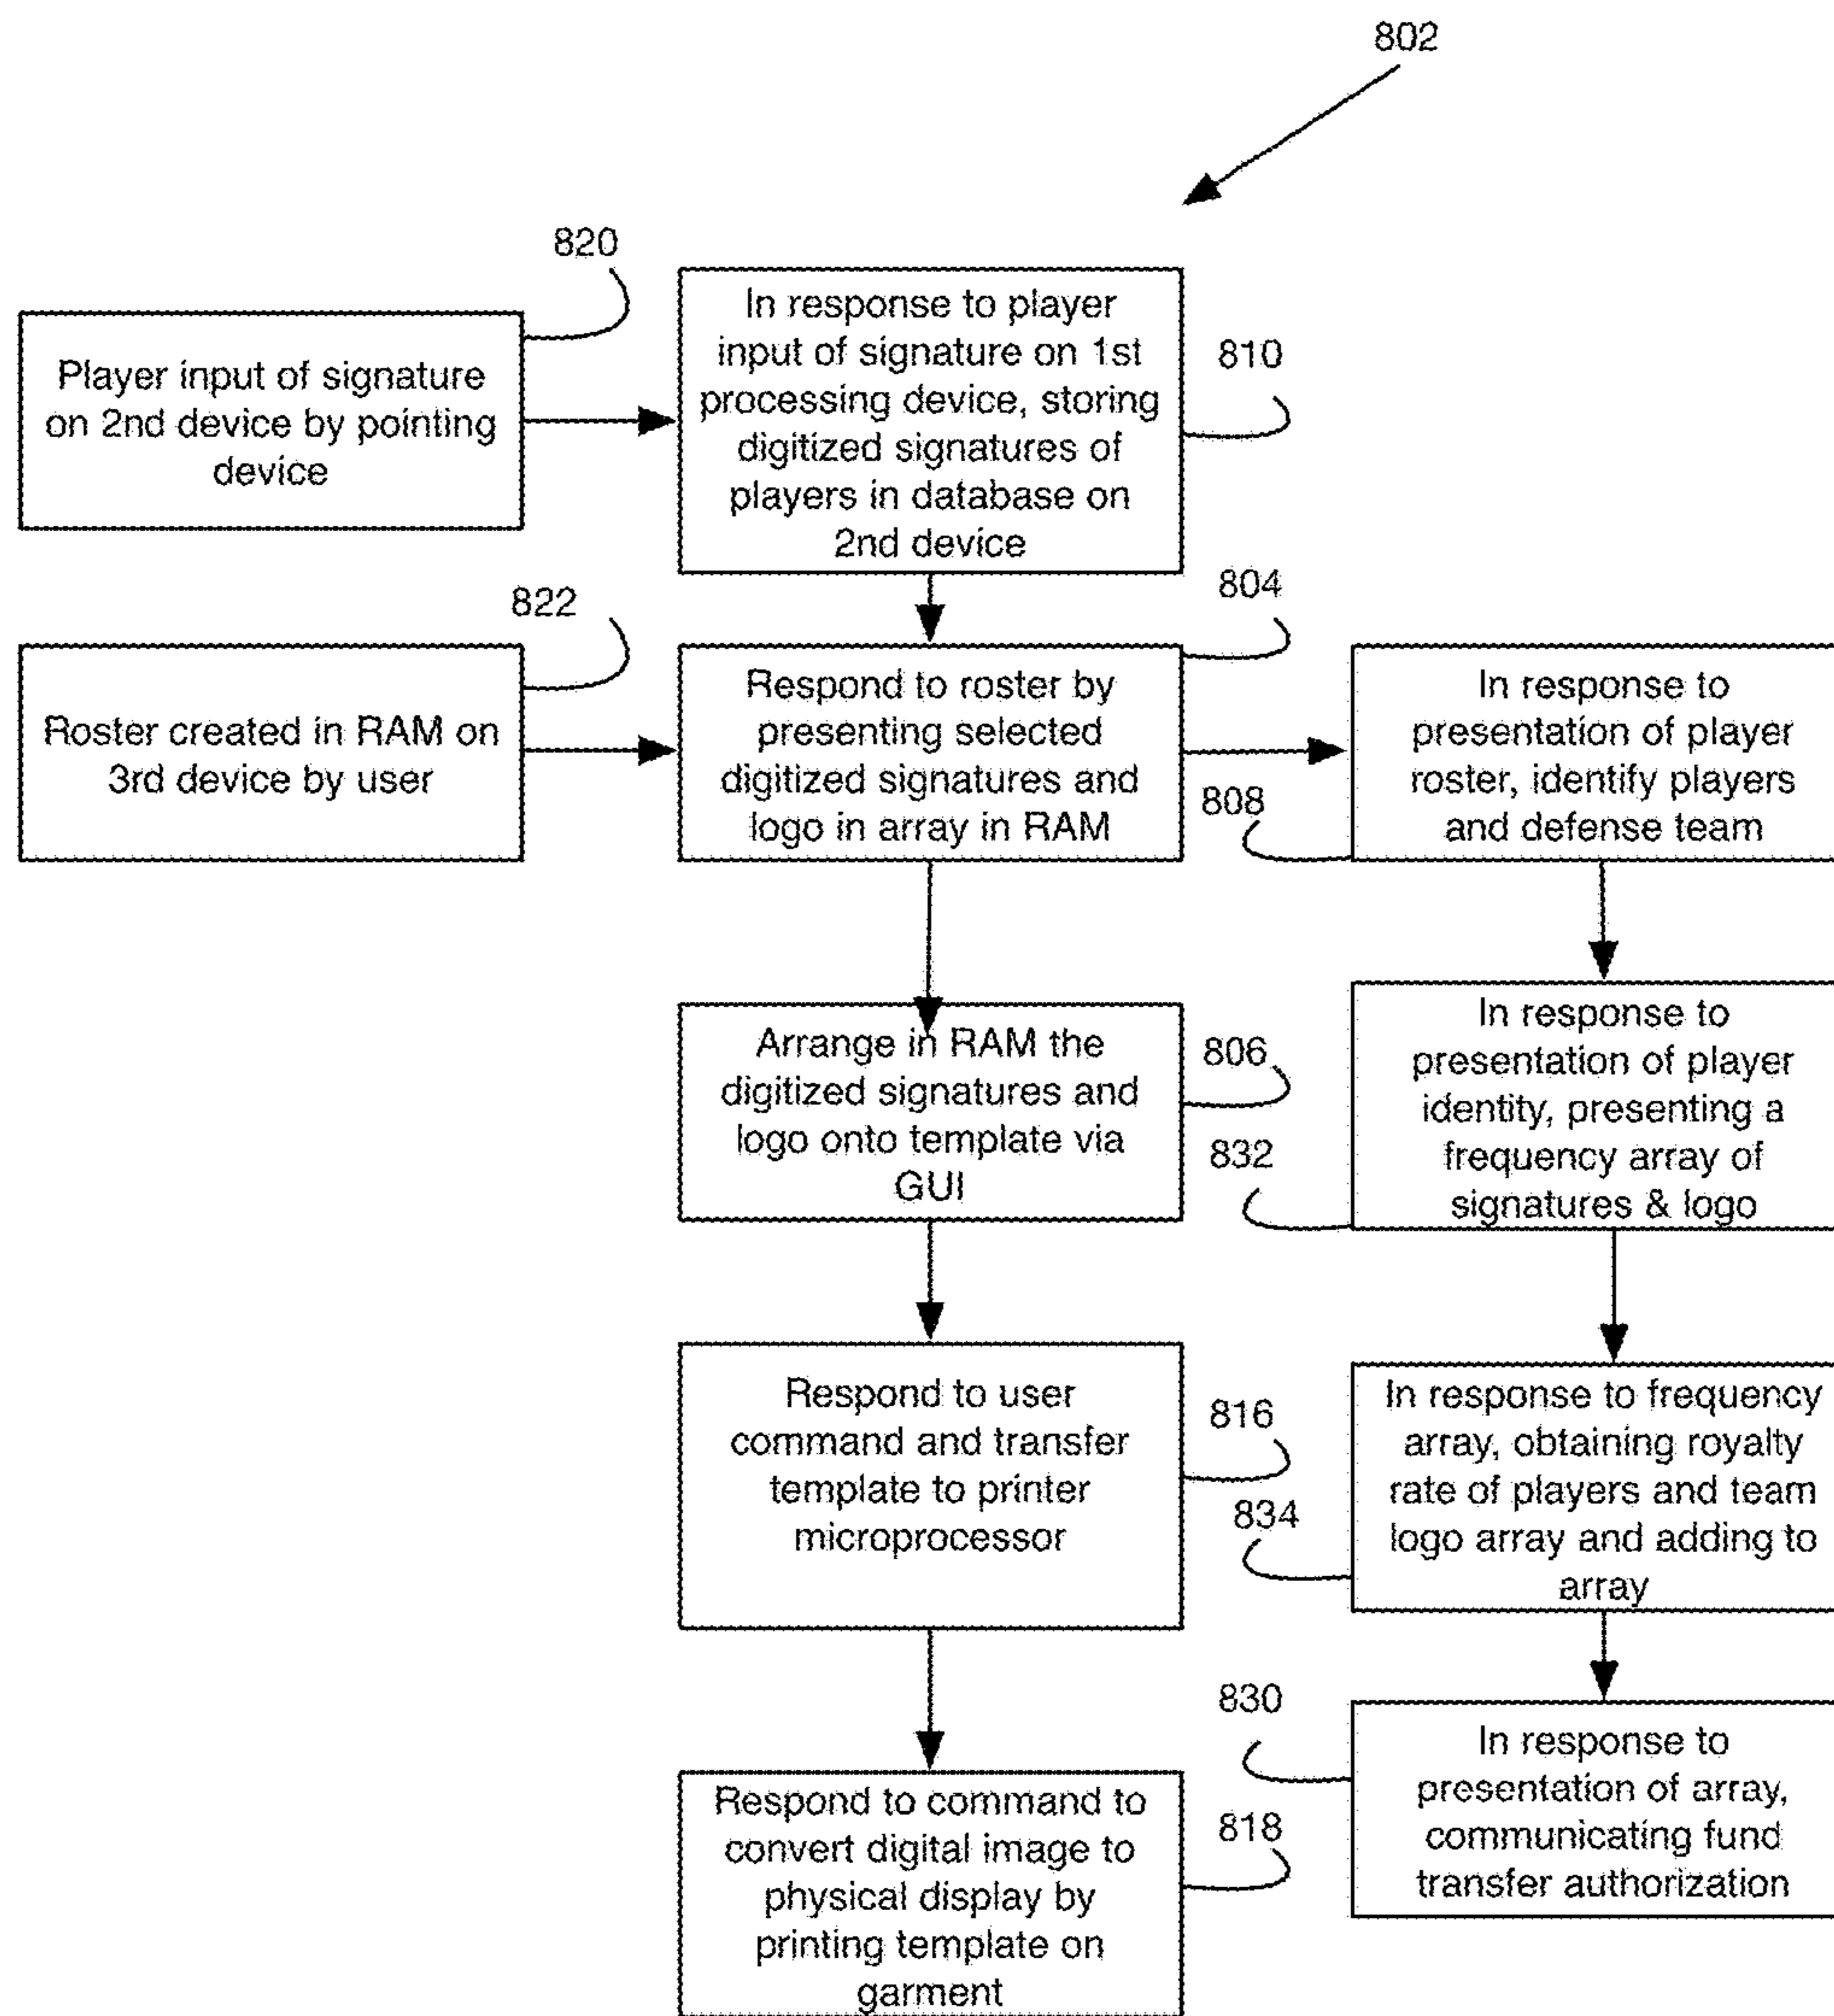 802
820
Player input of signature
on 2nd device by pointing
device
In response to player
input of signature on 1st
processing device, storing
digitized signatures of
players in database on
2nd device
810
822
Roster created in RAM on
3rd device by user
804
Respond to roster by
presenting selected
digitized signatures and
logo in array in RAM
808
In response to
presentation of player
roster, identify players
and defense team
Arrange in RAM the
digitized signatures and
logo onto template via
GUI
806
832
In response to
presentation of player
identity, presenting a
frequency array of
signatures & logo
Respond to user
command and transfer
template to printer
microprocessor
816
834
In response to frequency
array, obtaining royalty
rate of players and team
logo array and adding to
array
Respond to command to
convert digital image to
physical display by
printing template on
garment
818
830
In response to
presentation of array,
communicating fund
transfer authorization